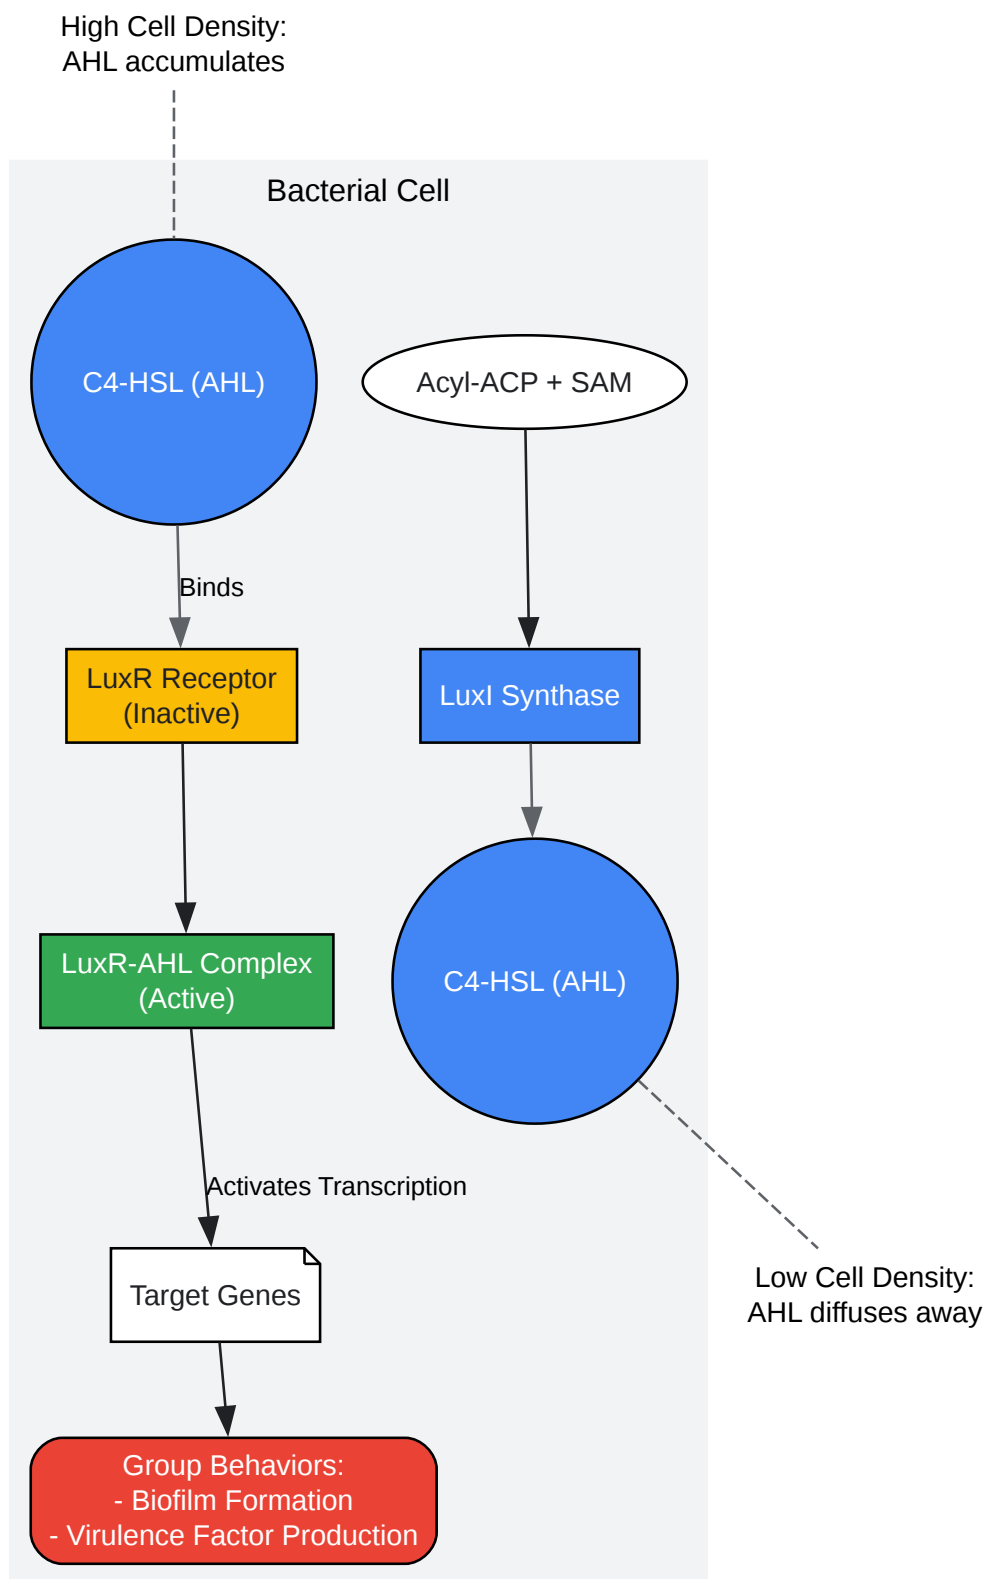 High Cell Density:
AHL accumulates
Bacterial Cell
C4-HSL (AHL)
Acyl-ACP + SAM
Binds
LuxR Receptor
(Inactive)
LuxI Synthase
LuxR-AHL Complex
(Active)
C4-HSL (AHL)
Activates Transcription
Target Genes
Low Cell Density:
AHL diffuses away
Group Behaviors:
- Biofilm Formation
- Virulence Factor Production